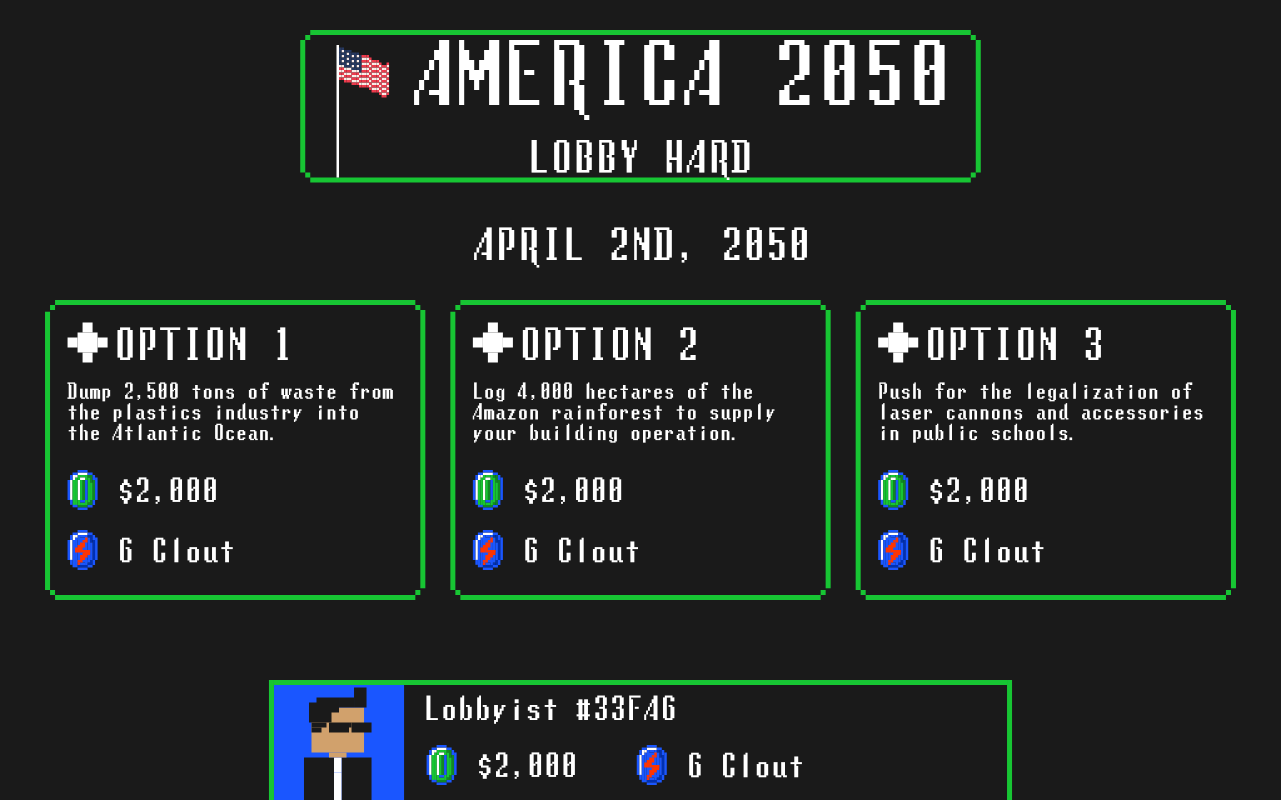 AMERICA 2050
LOBBY HARD
APRIL 2ND, 2050
OPTION 1
Dump 2,500 tons of waste from
the plastics industry into
the Atlantic Ocean.
$2,000
6 Clout
OPTION 2
Log 4,000 hectares of the
Amazon rainforest to supply
your building operation.
$2,000
6 Clout
OPTION 3
Push for the legalization of
laser cannons and accessories
in public schools.
$2,000
6 Clout
Lobbyist #33FA6
$2,000 6 Clout